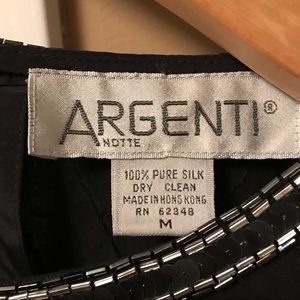 ARGENTI®
NOTTE
100% PURE SILK
DRY CLEAN
MADE IN HONG KONG
RN 62348
M